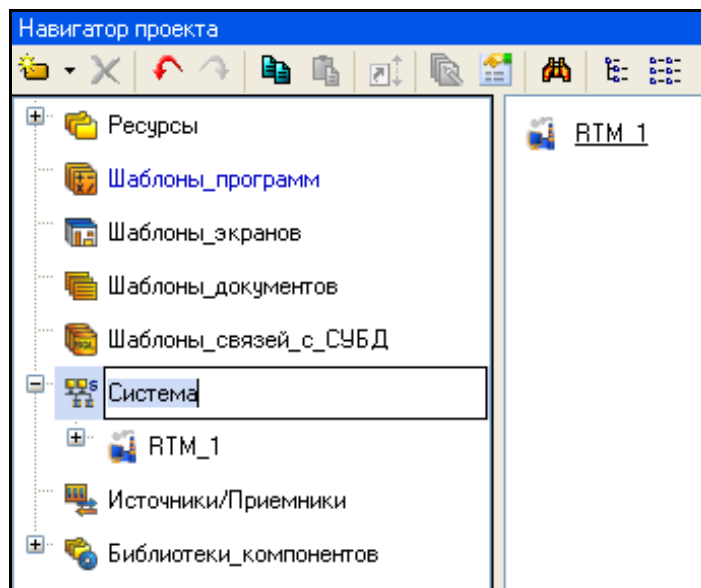 Навигатор проекта
Ресурсы
RTM_1
Шаблоны_программ
Шаблоны_экранов
Шаблоны_документов
Шаблоны_связей_с_СУБД
Система
RTM_1
Источники/Приемники
Библиотеки_компонентов